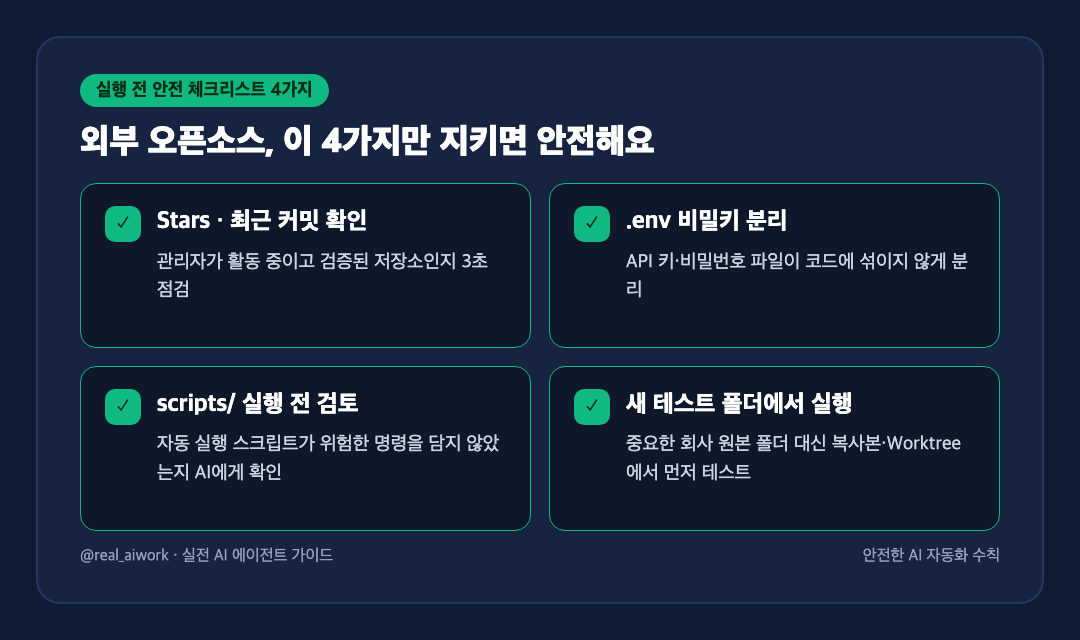 실행 전 안전 체크리스트 4가지
외부 오픈소스, 이 4가지만 지키면 안전해요
✓ Stars · 최근 커밋 확인
관리자가 활동 중이고 검증된 저장소인지 3초
점검
✓ .env 비밀키 분리
API 키·비밀번호 파일이 코드에 섞이지 않게 분
리
✓ scripts/ 실행 전 검토
자동 실행 스크립트가 위험한 명령을 담지 않았
는지 AI에게 확인
✓ 새 테스트 폴더에서 실행
중요한 회사 원본 폴더 대신 복사본·Worktree
에서 먼저 테스트
@real_aiwork · 실전 AI 에이전트 가이드
안전한 AI 자동화 수칙